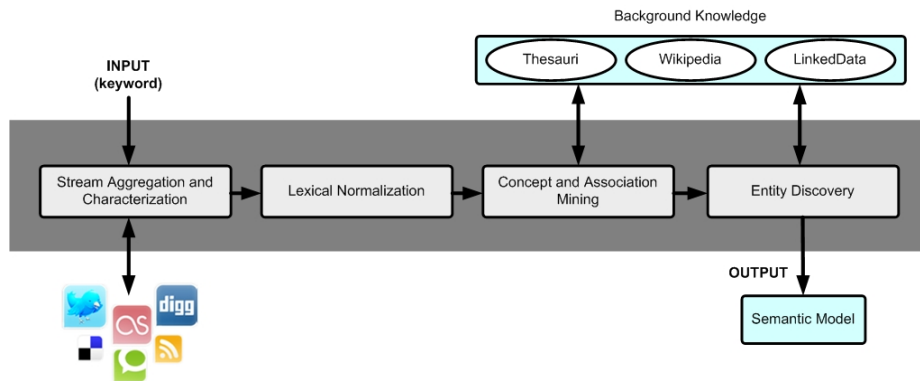 Background Knowledge
Thesauri
Wikipedia
LinkedData
INPUT
(keyword)
Stream Aggregation and
Characterization
Lexical Normalization
Concept and Association
Mining
Entity Discovery
OUTPUT
Semantic Model
digg
as